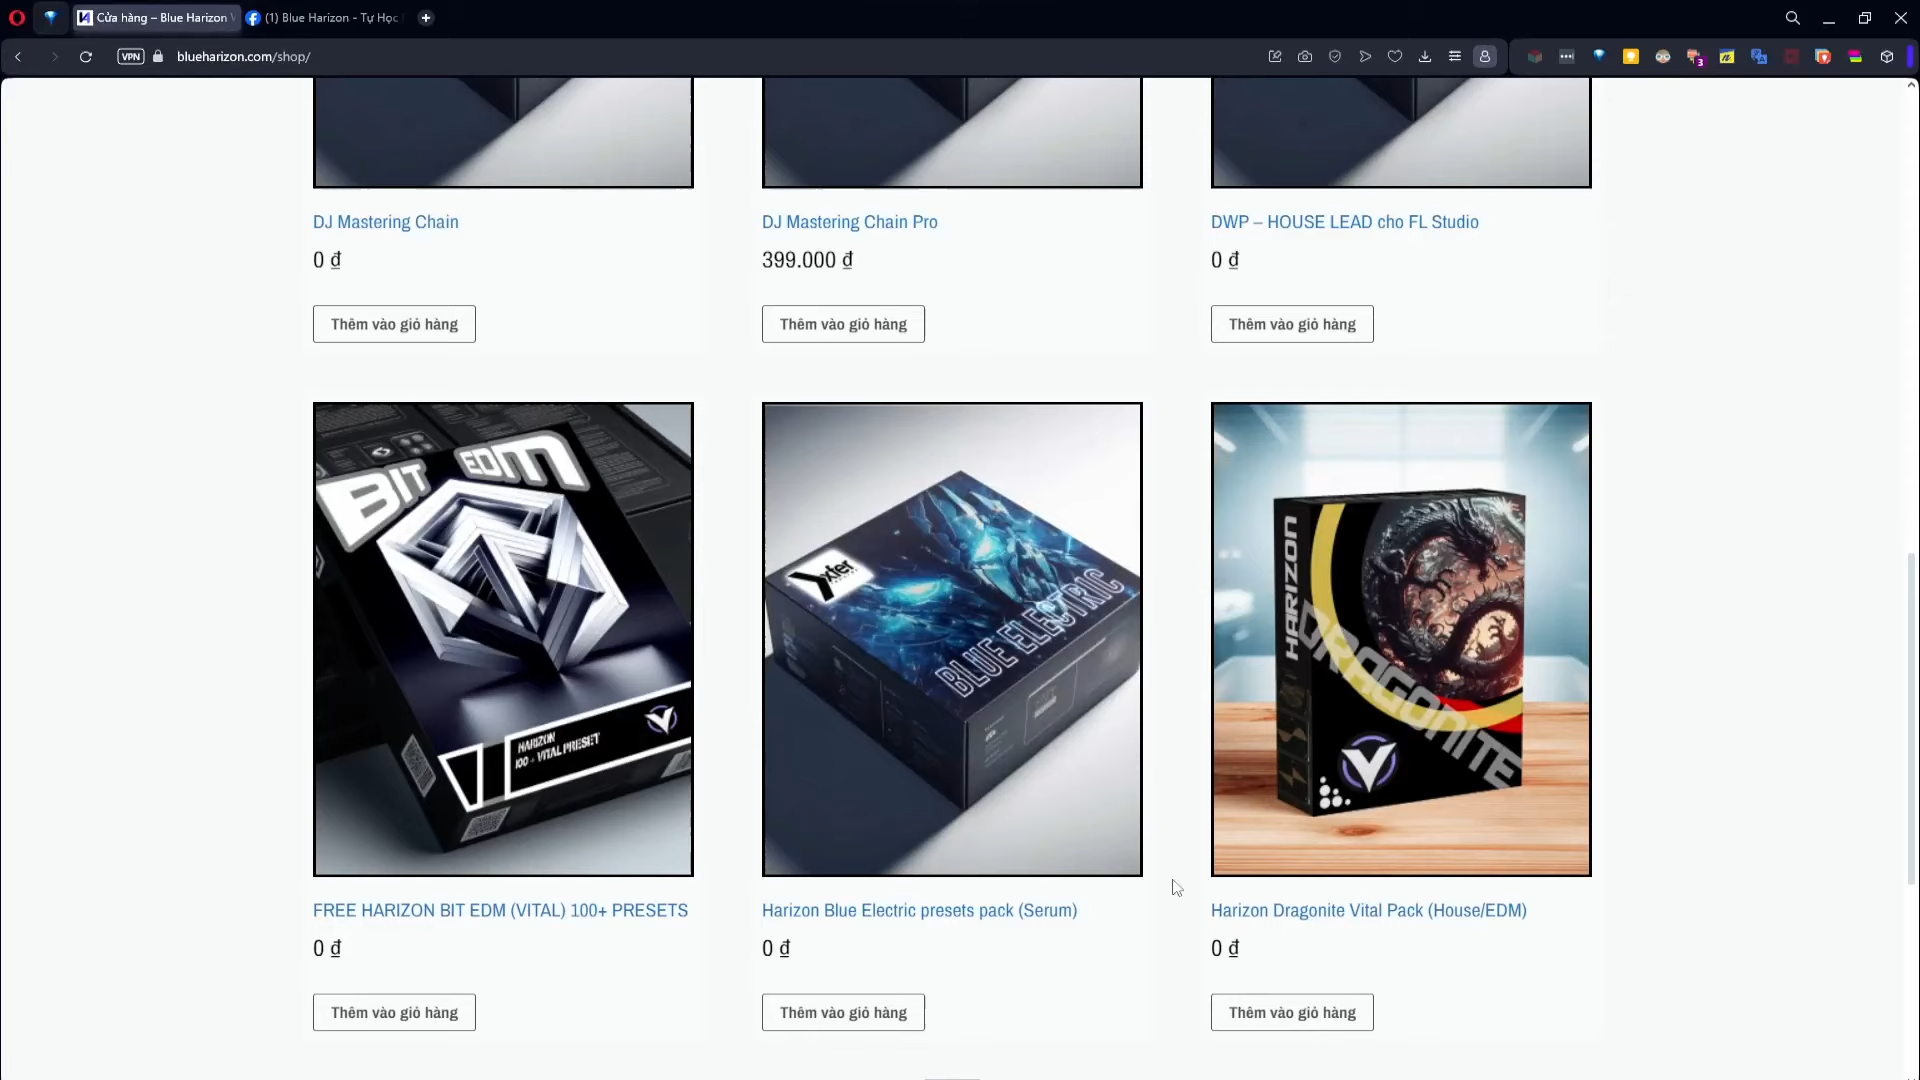 Cửa hàng – Blue Harizon V
(1) Blue Harizon - Tự Học
VPN
blueharizon.com/shop/
3
DJ Mastering Chain
DJ Mastering Chain Pro
DWP – HOUSE LEAD cho FL Studio
0 ₫
399.000 ₫
0 ₫
Thêm vào giỏ hàng
Thêm vào giỏ hàng
Thêm vào giỏ hàng
BIT EDM
HARIZON
100 + VITAL PRESET
xfer
BLUE ELECTRIC
HARIZON
DRAGONITE
FREE HARIZON BIT EDM (VITAL) 100+ PRESETS
Harizon Blue Electric presets pack (Serum)
Harizon Dragonite Vital Pack (House/EDM)
0 ₫
0 ₫
0 ₫
Thêm vào giỏ hàng
Thêm vào giỏ hàng
Thêm vào giỏ hàng